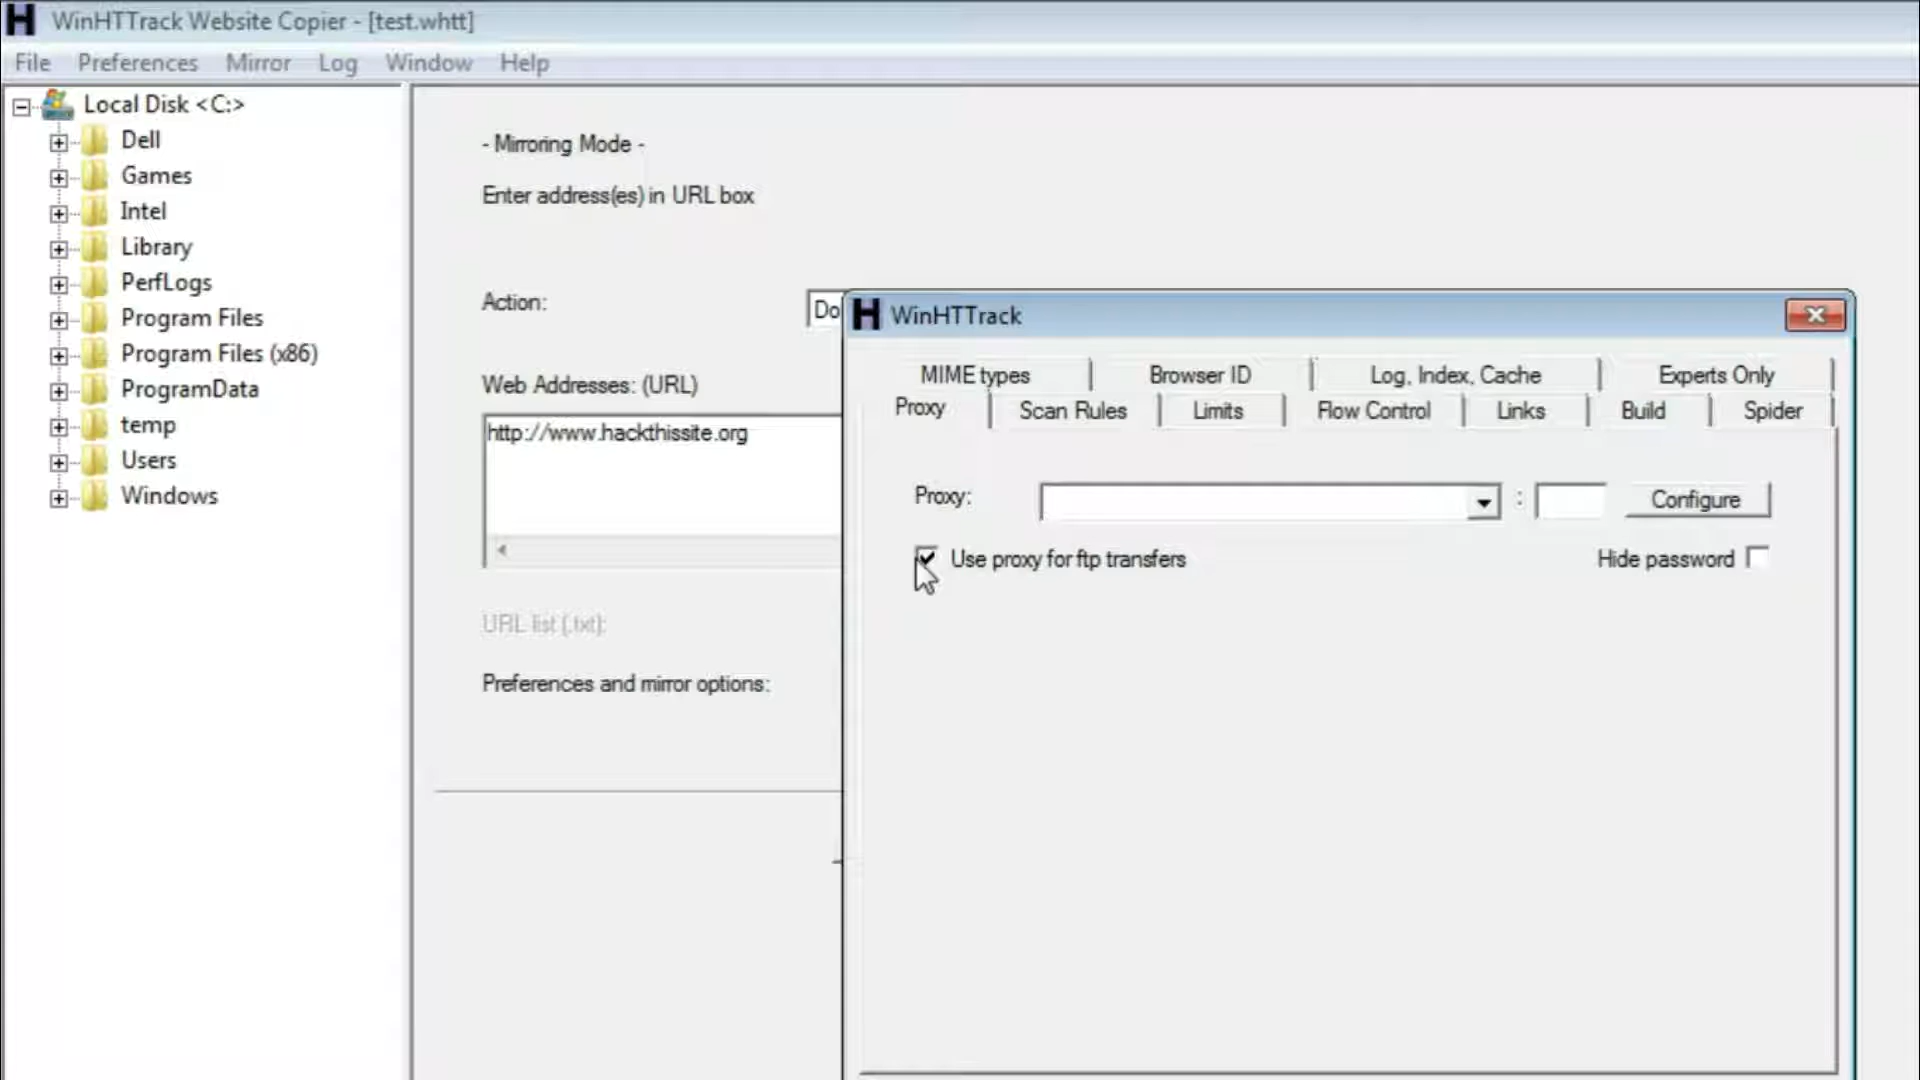 WinHTTrack Website Copier - [test.whtt]
File Preferences Mirror Log Window Help
Local Disk <C:>
Dell
Games
Intel
Library
PerfLogs
Program Files
Program Files (x86)
ProgramData
temp
Users
Windows
- Mirroring Mode -
Enter address(es) in URL box
Action:
Do
Web Addresses: (URL)
http://www.hackthissite.org
URL list (.txt):
Preferences and mirror options:
WinHTTrack
MIME types Browser ID Log, Index, Cache Experts Only
Proxy Scan Rules Limits Flow Control Links Build Spider
Proxy: : Configure
Use proxy for ftp transfers Hide password